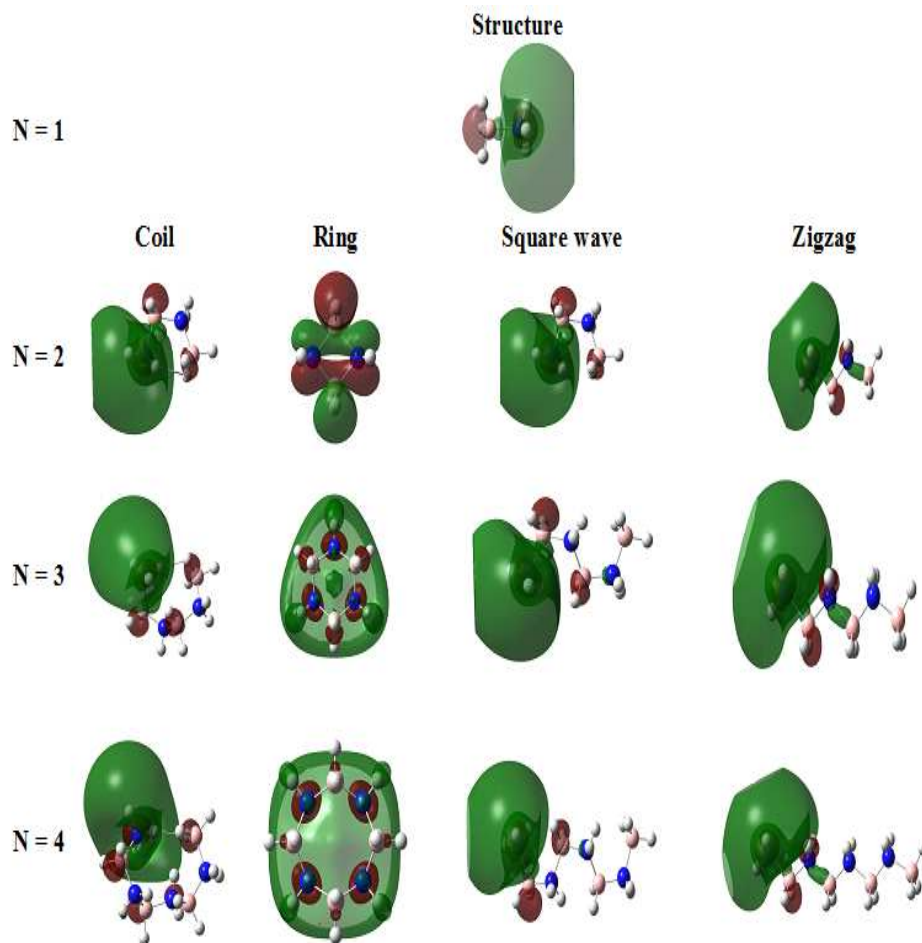 Structure
N = 1
Coil Ring Square wave Zigzag
N = 2
N = 3
N = 4